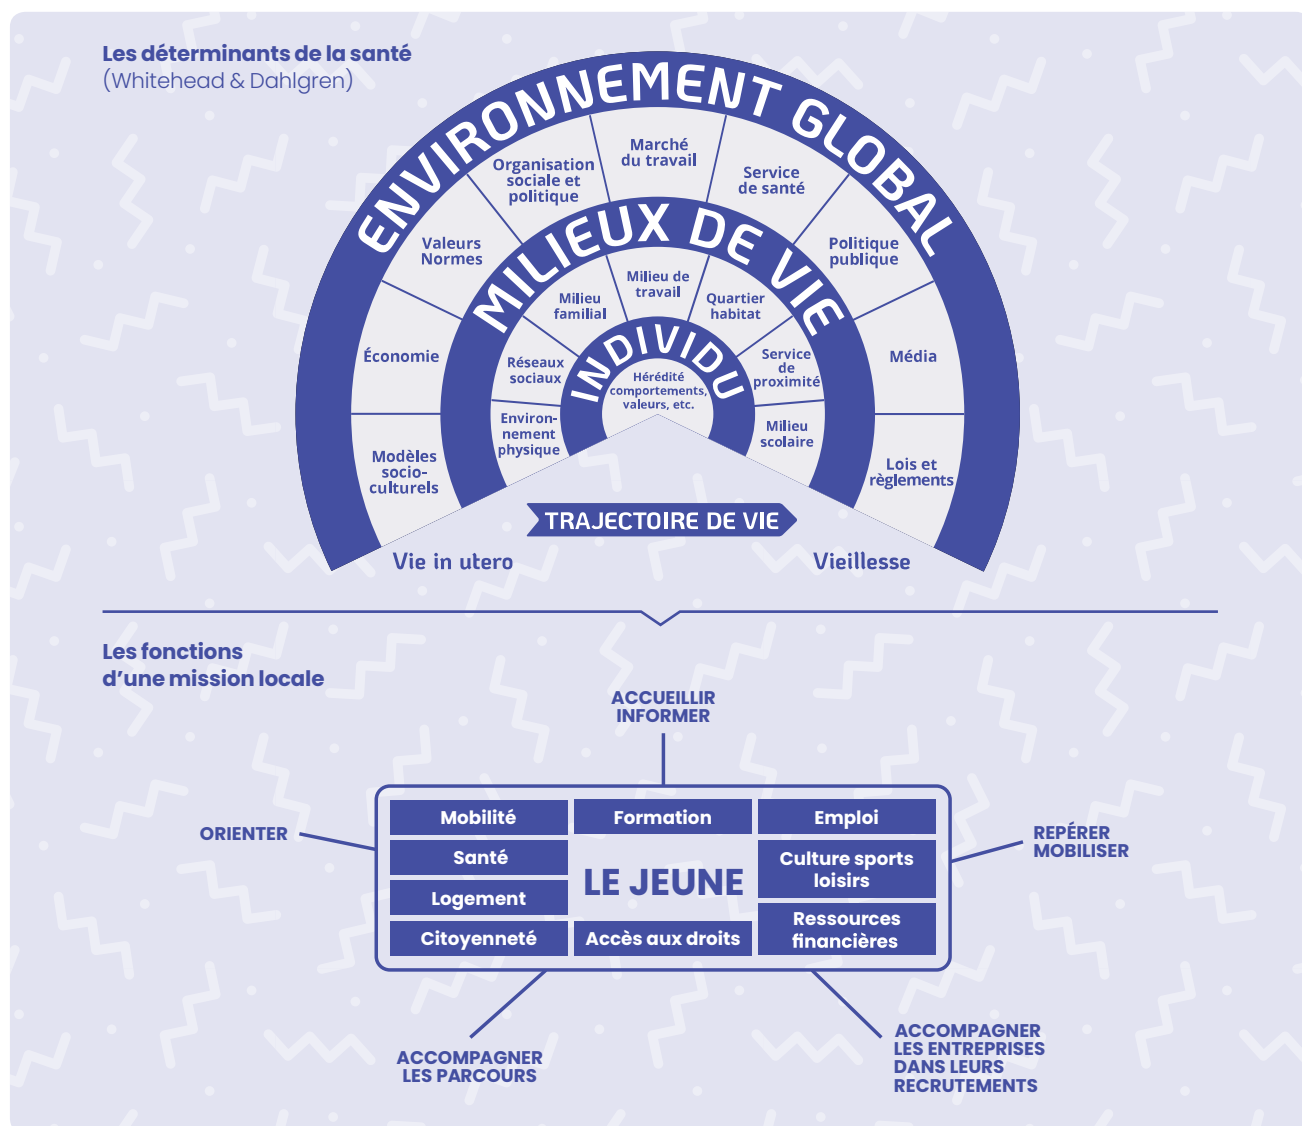 Les déterminants de la santé
(Whitehead & Dahlgren)
ENVIRONNEMENT GLOBAL
Modèles
socio-
culturels
Économie
Valeurs
Normes
Organisation
sociale et
politique
Marché
du travail
Service
de santé
Politique
publique
Média
Lois et
règlements
MILIEUX DE VIE
Environ-
nement
physique
Réseaux
sociaux
Milieu
familial
Milieu de
travail
Quartier
habitat
Service
de
proximité
Milieu
scolaire
INDIVIDU
Hérédité
comportements,
valeurs, etc.
TRAJECTOIRE DE VIE
Vie in utero
Vieillesse
Les fonctions
d’une mission locale
ACCUEILLIR
INFORMER
ORIENTER
REPÉRER
MOBILISER
Mobilité
Formation
Emploi
Santé
LE JEUNE
Culture sports
loisirs
Logement
Ressources
financières
Citoyenneté
Accès aux droits
ACCOMPAGNER
LES PARCOURS
ACCOMPAGNER
LES ENTREPRISES
DANS LEURS
RECRUTEMENTS